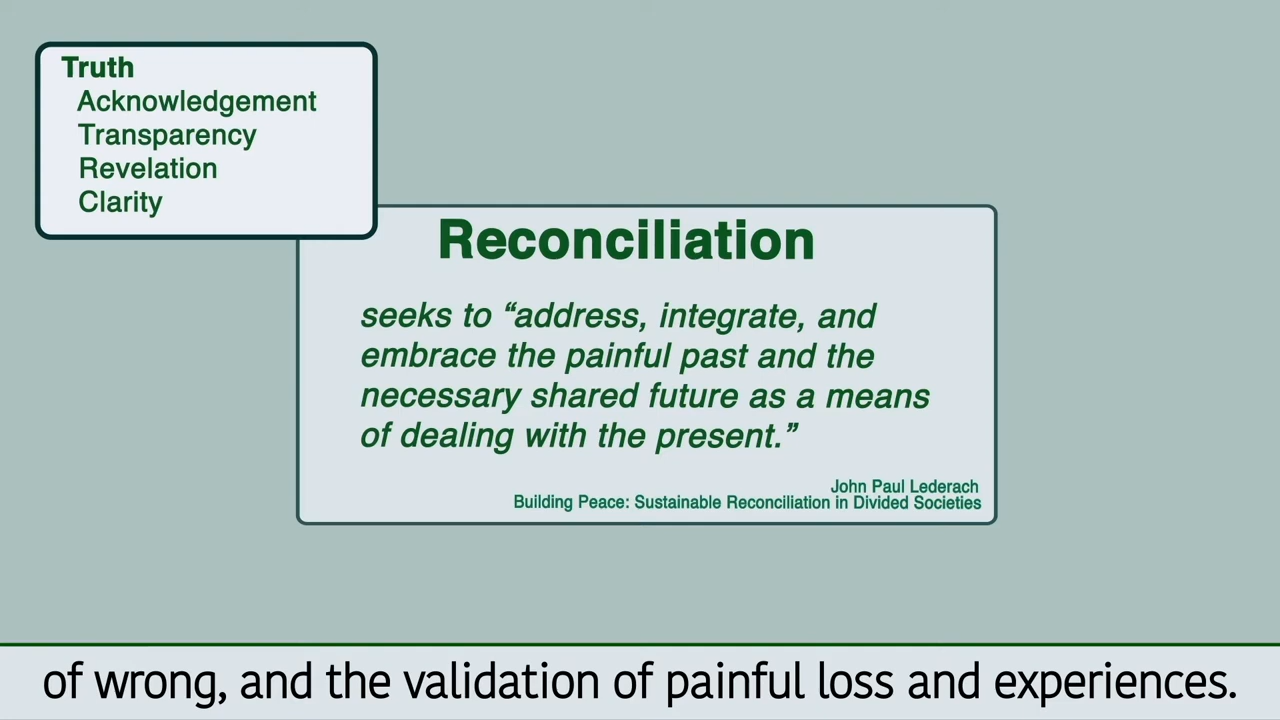 Truth
Acknowledgement
Transparency
Revelation
Clarity
Reconciliation
seeks to “address, integrate, and
embrace the painful past and the
necessary shared future as a means
of dealing with the present.”
John Paul Lederach
Building Peace: Sustainable Reconciliation in Divided Societies
of wrong, and the validation of painful loss and experiences.